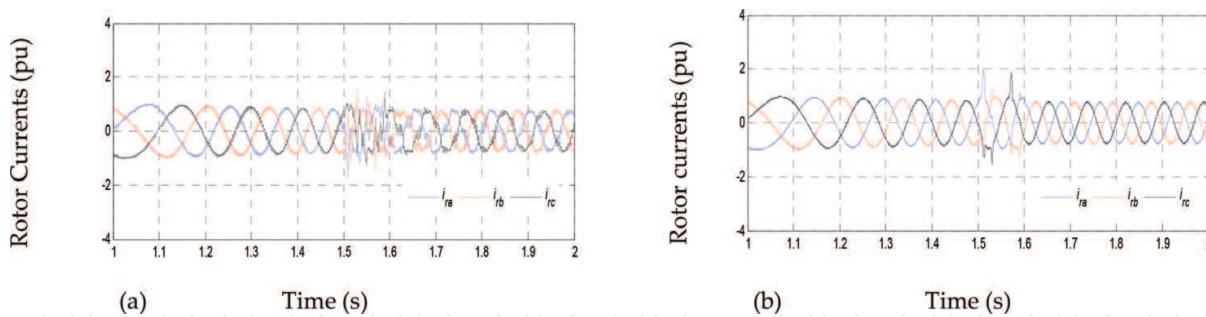 Rotor Currents (pu)
4
2
0
-2
-4
i_ra i_rb i_rc
1 1.1 1.2 1.3 1.4 1.5 1.6 1.7 1.8 1.9 2
(a) Time (s)
Rotor currents (pu)
4
2
0
-2
-4
i_ra i_rb i_rc
1 1.1 1.2 1.3 1.4 1.5 1.6 1.7 1.8 1.9
(b) Time (s)